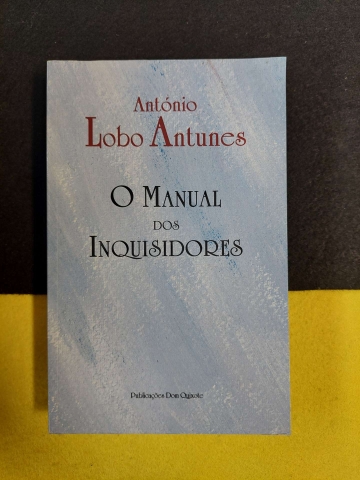 António
Lobo Antunes
O Manual
dos
Inquisidores
Publicações Dom Quixote